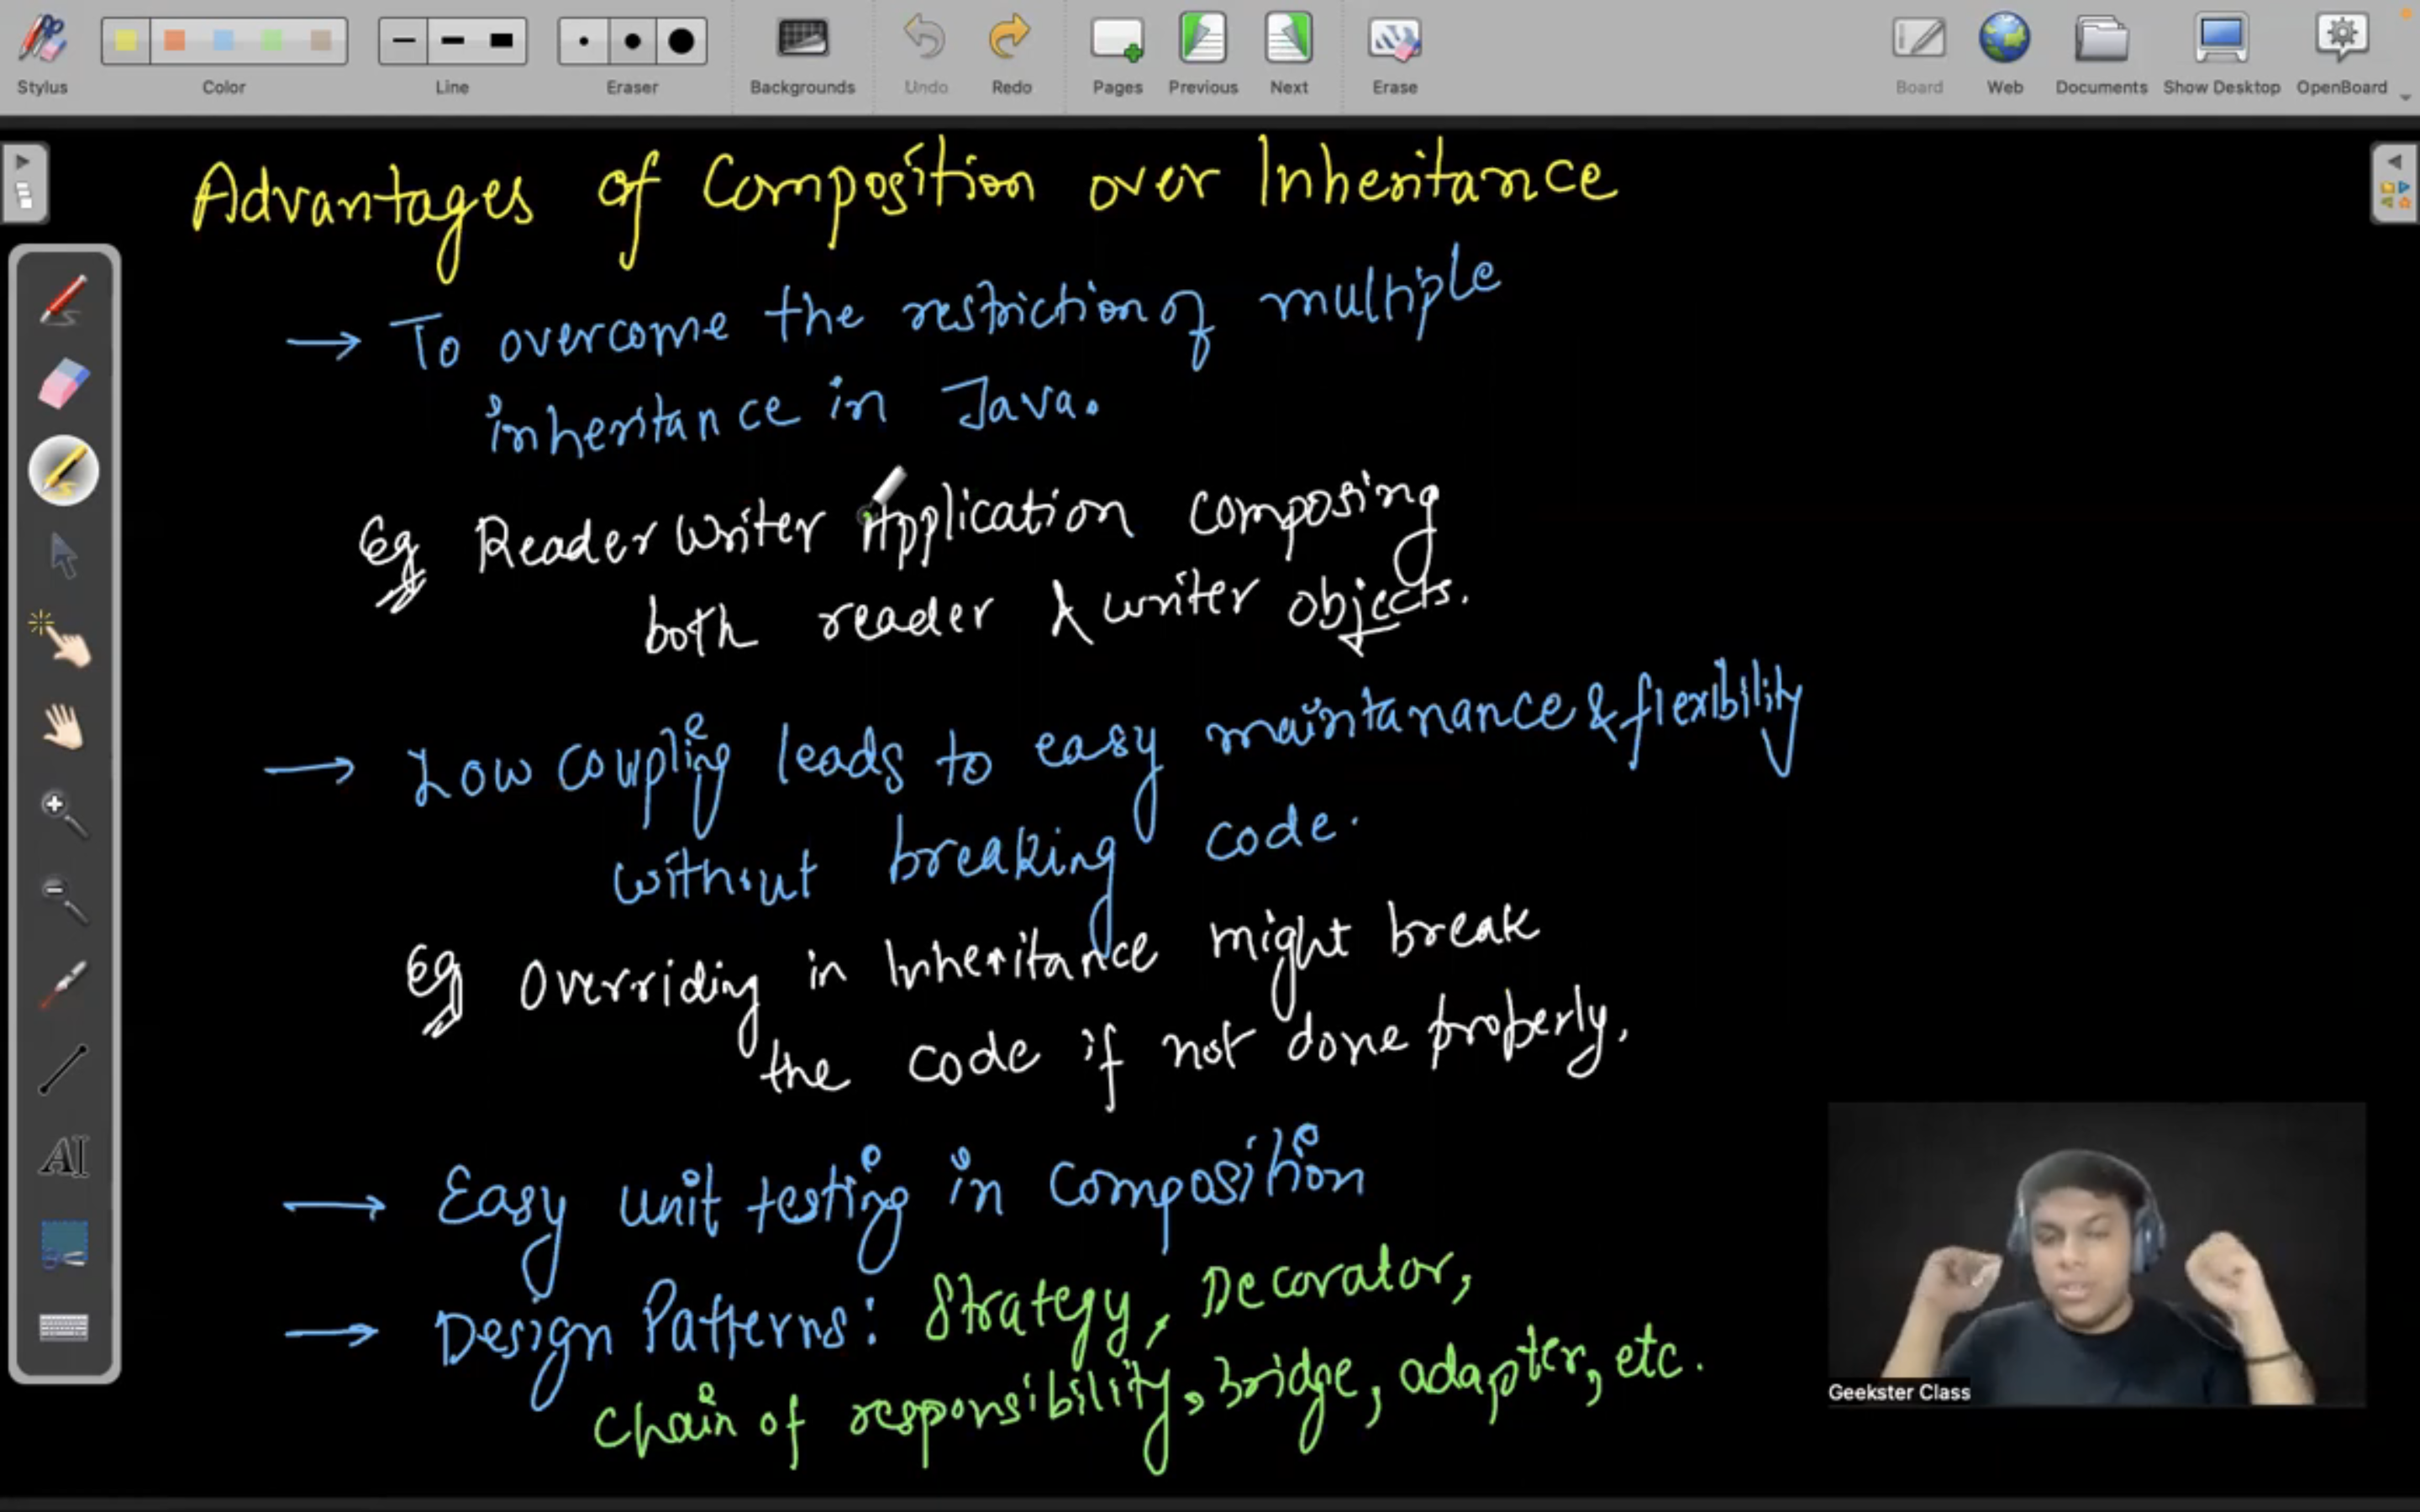 Stylus
Color
Line
Eraser
Backgrounds
Undo
Redo
Pages
Previous
Next
Erase
Board
Web
Documents
Show Desktop
OpenBoard
Advantages of Composition over Inheritance
→ To overcome the restriction of multiple
inheritance in Java.
Eg Reader Writer Application composing
both reader & writer objects.
→ Low coupling leads to easy maintanance & flexibility
without breaking code.
Eg Overriding in Inheritance might break
the code if not done properly.
→ Easy unit testing in composition
→ Design Patterns: Strategy, Decorator,
Chain of responsibility, bridge, adapter, etc.
AI
Geekster Class